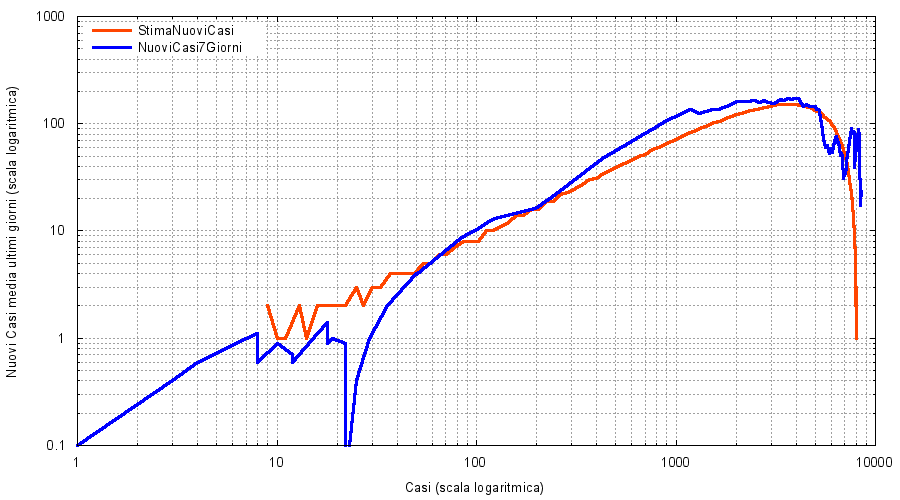 1000
StimaNuoviCasi
NuoviCasi7Giorni
100
10
1
0.1
Nuovi Casi media ultimi giorni (scala logaritmica)
1
10
100
1000
10000
Casi (scala logaritmica)